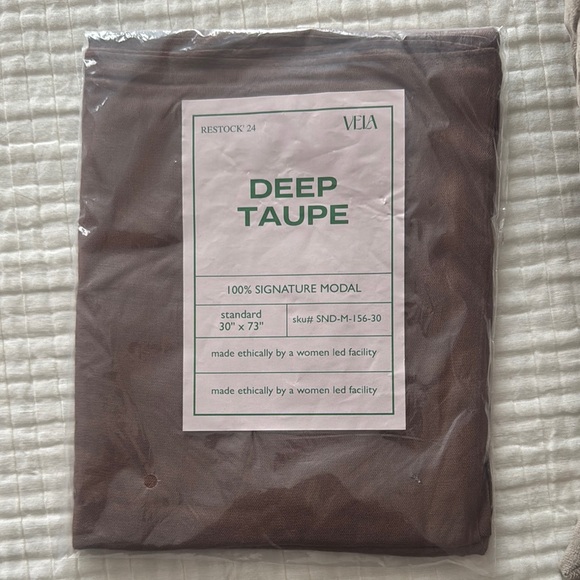 RESTOCK' 24
VELA
DEEP
TAUPE
100% SIGNATURE MODAL
standard
30" x 73"
sku# SND-M-156-30
made ethically by a women led facility
made ethically by a women led facility